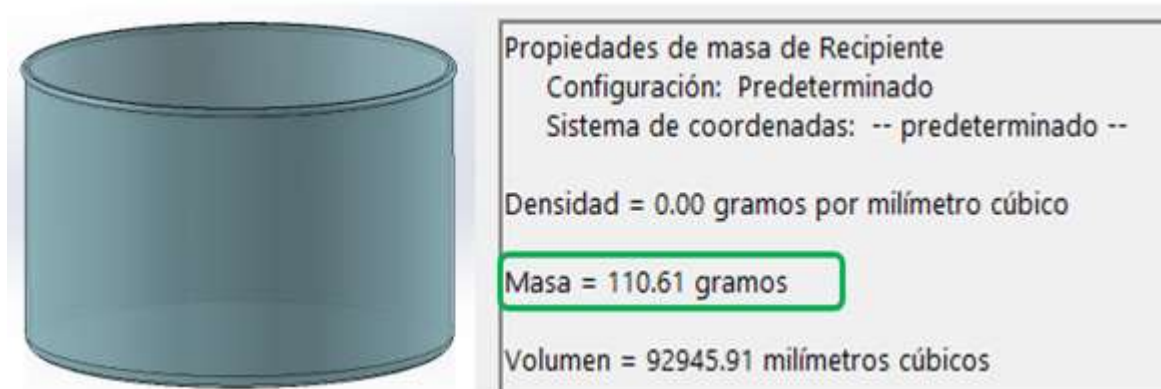 Propiedades de masa de Recipiente
Configuración: Predeterminado
Sistema de coordenadas: -- predeterminado --
Densidad = 0.00 gramos por milímetro cúbico
Masa = 110.61 gramos
Volumen = 92945.91 milímetros cúbicos